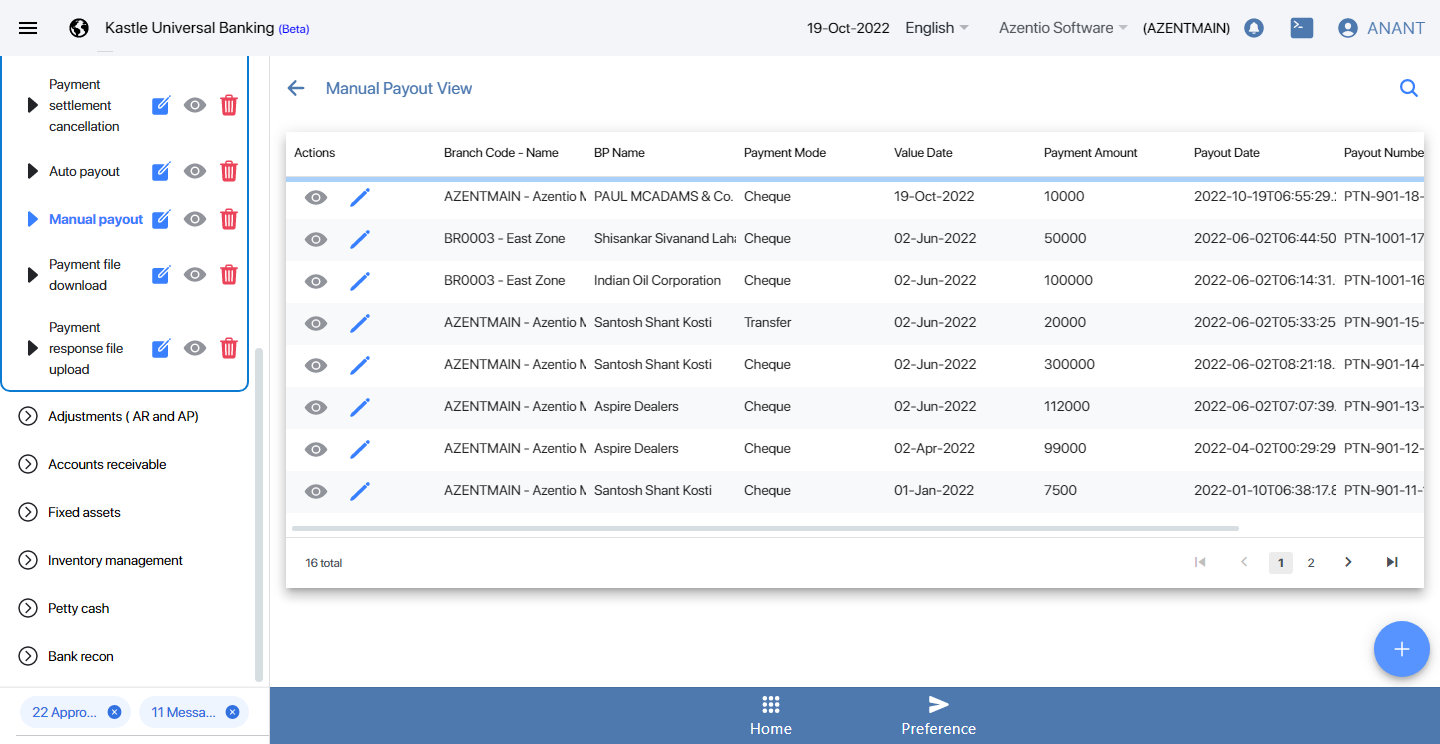 Kastle Universal Banking (Beta)
19-Oct-2022 English Azentio Software (AZENTMAIN) ANANT
Payment
settlement
cancellation
Auto payout
Manual payout
Payment file
download
Payment
response file
upload
Adjustments ( AR and AP)
Accounts receivable
Fixed assets
Inventory management
Petty cash
Bank recon
22 Appro...
11 Messa...
Manual Payout View
Actions Branch Code - Name BP Name Payment Mode Value Date Payment Amount Payout Date Payout Numbe
AZENTMAIN - Azentio M PAUL MCADAMS & Co. Cheque 19-Oct-2022 10000 2022-10-19T06:55:29. PTN-901-18-
BR0003 - East Zone Shisankar Sivanand Laha Cheque 02-Jun-2022 50000 2022-06-02T06:44:50 PTN-1001-17
BR0003 - East Zone Indian Oil Corporation Cheque 02-Jun-2022 100000 2022-06-02T06:14:31. PTN-1001-16
AZENTMAIN - Azentio M Santosh Shant Kosti Transfer 02-Jun-2022 20000 2022-06-02T05:33:25 PTN-901-15-
AZENTMAIN - Azentio M Santosh Shant Kosti Cheque 02-Jun-2022 300000 2022-06-02T08:21:18. PTN-901-14-
AZENTMAIN - Azentio M Aspire Dealers Cheque 02-Jun-2022 112000 2022-06-02T07:07:39. PTN-901-13-
AZENTMAIN - Azentio M Aspire Dealers Cheque 02-Apr-2022 99000 2022-04-02T00:29:29 PTN-901-12-
AZENTMAIN - Azentio M Santosh Shant Kosti Cheque 01-Jan-2022 7500 2022-01-10T06:38:17.8 PTN-901-11-
16 total
1 2
Home
Preference